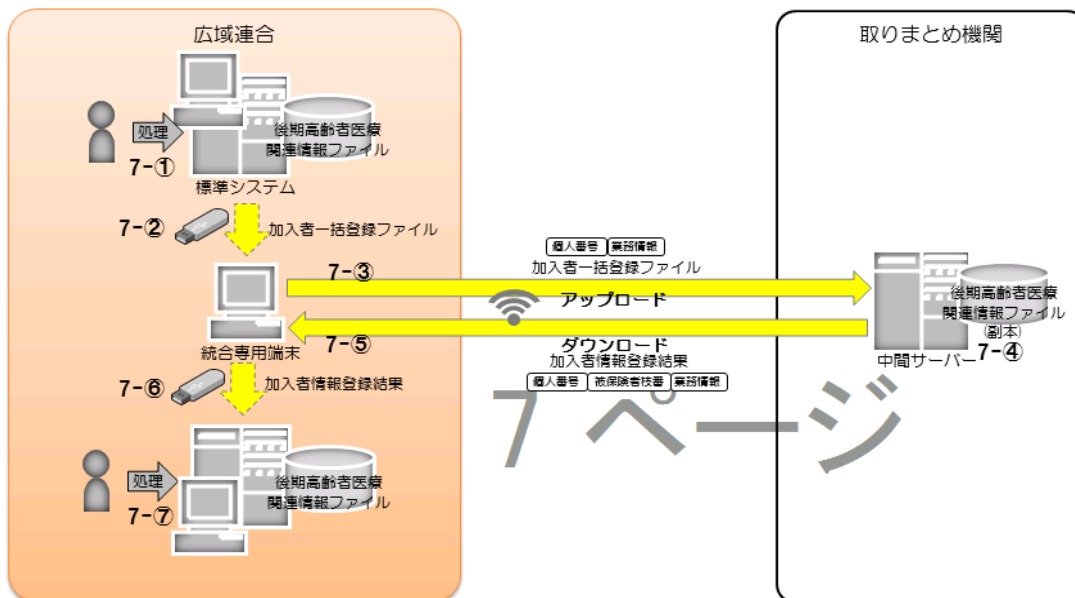 広域連合
取りまとめ機関
処理
7-①
後期高齢者医療
関連情報ファイル
標準システム
7-②
加入者一括登録ファイル
個人番号 業務情報
加入者一括登録ファイル
7-③
アップロード
後期高齢者医療
関連情報ファイル
(副本)
中間サーバー
7-④
7-⑤
ダウンロード
統合専用端末
加入者情報登録結果
個人番号 被保険者枝番 業務情報
7-⑥
加入者情報登録結果
7 ページ
処理
7-⑦
後期高齢者医療
関連情報ファイル